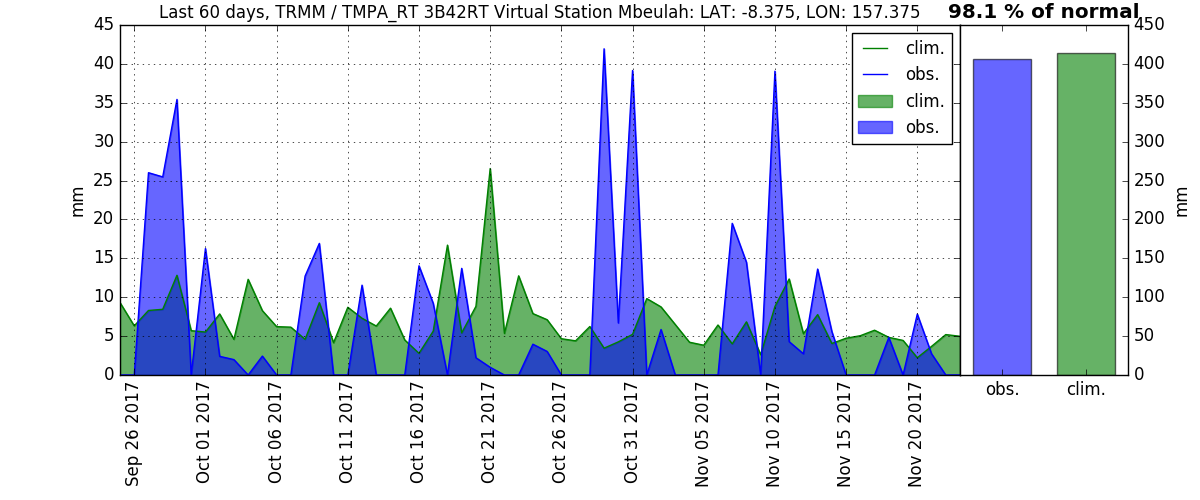 Last 60 days, TRMM / TMPA_RT 3B42RT Virtual Station Mbeulah: LAT: -8.375, LON: 157.375
98.1 % of normal
45
40
35
30
25
20
15
10
5
0
mm
clim.
obs.
clim.
obs.
Sep 26 2017
Oct 01 2017
Oct 06 2017
Oct 11 2017
Oct 16 2017
Oct 21 2017
Oct 26 2017
Oct 31 2017
Nov 05 2017
Nov 10 2017
Nov 15 2017
Nov 20 2017
450
400
350
300
250
200
150
100
50
0
mm
obs.
clim.